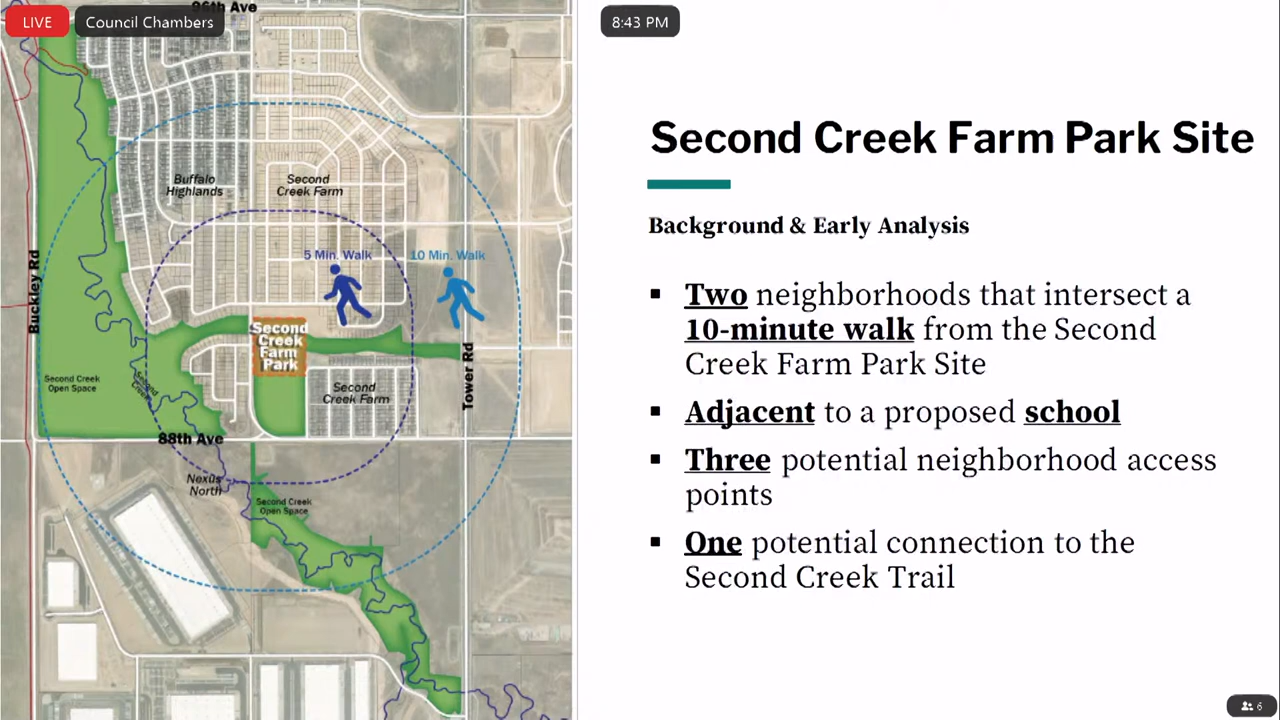 96th Ave
LIVE
Council Chambers
8:43 PM
Second Creek Farm Park Site
Background & Early Analysis
▪ Two neighborhoods that intersect a
10-minute walk from the Second
Creek Farm Park Site
▪ Adjacent to a proposed school
▪ Three potential neighborhood access
points
▪ One potential connection to the
Second Creek Trail
Buffalo
Highlands
Second
Creek Farm
5 Min. Walk
10 Min. Walk
Buckley Rd
Second
Creek
Farm
Park
Tower Rd
Second Creek
Open Space
Second
Creek
Second
Creek Farm
88th Ave
Nexus
North
Second Creek
Open Space
6